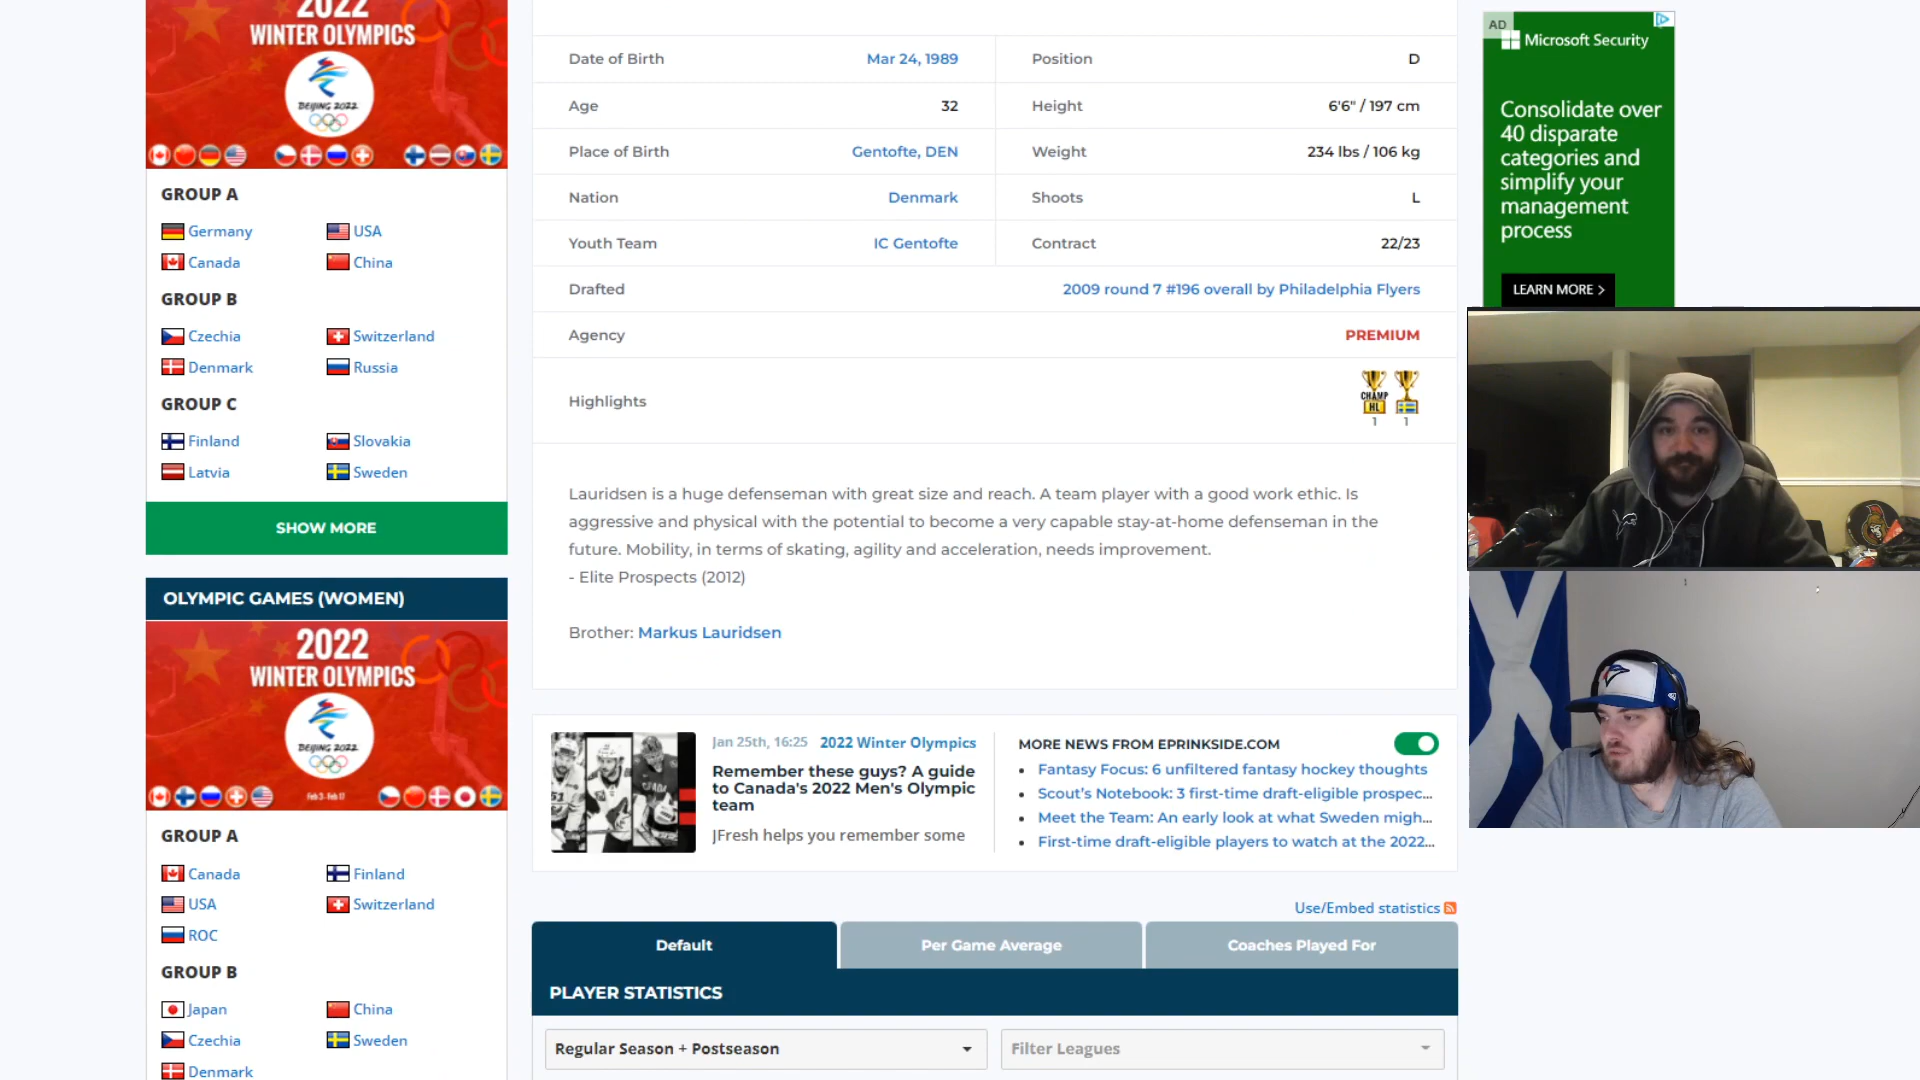 2022
WINTER OLYMPICS
BEIJING 2022
GROUP A
Germany
USA
Canada
China
GROUP B
Czechia
Switzerland
Denmark
Russia
GROUP C
Finland
Slovakia
Latvia
Sweden
SHOW MORE
OLYMPIC GAMES (WOMEN)
2022
WINTER OLYMPICS
BEIJING 2022
Feb 3 - Feb 17
GROUP A
Canada
Finland
USA
Switzerland
ROC
GROUP B
Japan
China
Czechia
Sweden
Denmark
Date of Birth
Mar 24, 1989
Position
D
Age
32
Height
6'6" / 197 cm
Place of Birth
Gentofte, DEN
Weight
234 lbs / 106 kg
Nation
Denmark
Shoots
L
Youth Team
IC Gentofte
Contract
22/23
Drafted
2009 round 7 #196 overall by Philadelphia Flyers
Agency
PREMIUM
Highlights
CHAMP
HL
1
1
Lauridsen is a huge defenseman with great size and reach. A team player with a good work ethic. Is
aggressive and physical with the potential to become a very capable stay-at-home defenseman in the
future. Mobility, in terms of skating, agility and acceleration, needs improvement.
- Elite Prospects (2012)
Brother: Markus Lauridsen
Jan 25th, 16:25 2022 Winter Olympics
Remember these guys? A guide
to Canada's 2022 Men's Olympic
team
JFresh helps you remember some
MORE NEWS FROM EPRINKSIDE.COM
Fantasy Focus: 6 unfiltered fantasy hockey thoughts
Scout's Notebook: 3 first-time draft-eligible prospec...
Meet the Team: An early look at what Sweden migh...
First-time draft-eligible players to watch at the 2022...
Use/Embed statistics
Default
Per Game Average
Coaches Played For
PLAYER STATISTICS
Regular Season + Postseason
Filter Leagues
AD
Microsoft Security
Consolidate over
40 disparate
categories and
simplify your
management
process
LEARN MORE >